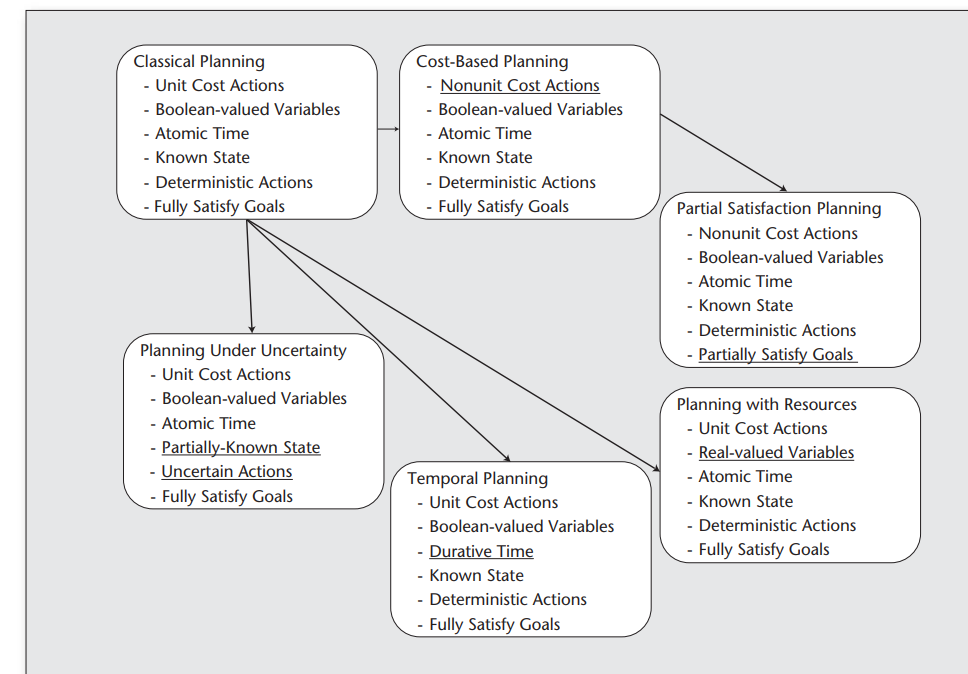 Classical Planning
- Unit Cost Actions
- Boolean-valued Variables
- Atomic Time
- Known State
- Deterministic Actions
- Fully Satisfy Goals
Cost-Based Planning
- Nonunit Cost Actions
- Boolean-valued Variables
- Atomic Time
- Known State
- Deterministic Actions
- Fully Satisfy Goals
Partial Satisfaction Planning
- Nonunit Cost Actions
- Boolean-valued Variables
- Atomic Time
- Known State
- Deterministic Actions
- Partially Satisfy Goals
Planning Under Uncertainty
- Unit Cost Actions
- Boolean-valued Variables
- Atomic Time
- Partially-Known State
- Uncertain Actions
- Fully Satisfy Goals
Temporal Planning
- Unit Cost Actions
- Boolean-valued Variables
- Durative Time
- Known State
- Deterministic Actions
- Fully Satisfy Goals
Planning with Resources
- Unit Cost Actions
- Real-valued Variables
- Atomic Time
- Known State
- Deterministic Actions
- Fully Satisfy Goals